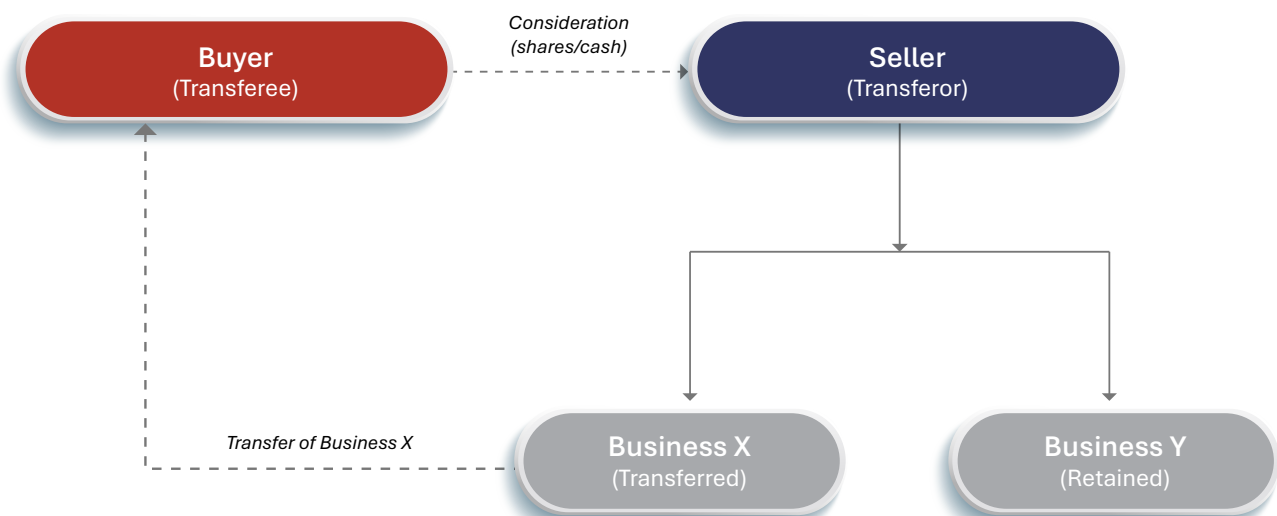 Consideration
(shares/cash)
Buyer
(Transferee)
Seller
(Transferor)
Transfer of Business X
Business X
(Transferred)
Business Y
(Retained)